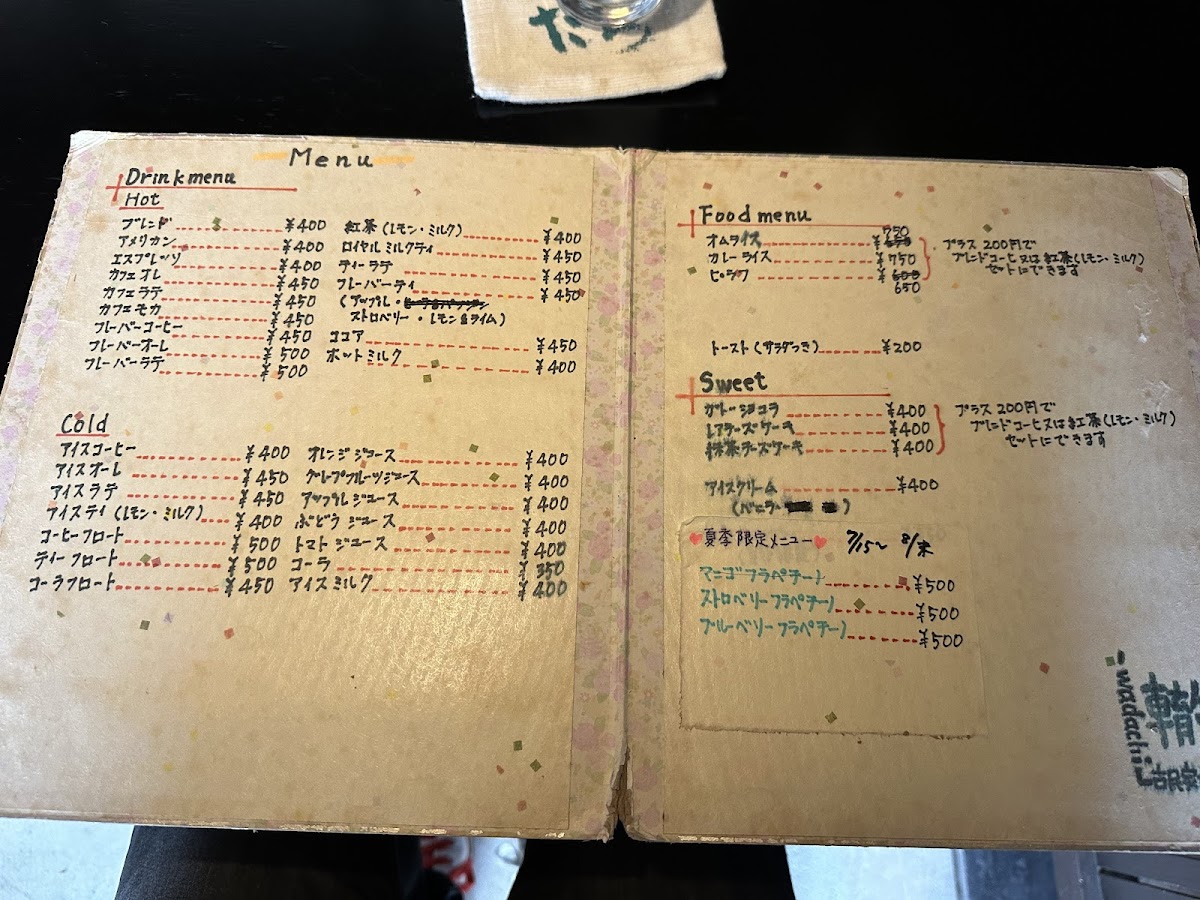 たら
Menu
Drink menu
Hot
ブレンド ¥400
アメリカン ¥400
エスプレッソ ¥400
カフェオレ ¥450
カフェラテ ¥450
カフェモカ ¥450
フレーバーコーヒー ¥450
フレーバーオーレ ¥500
フレーバーラテ ¥500
紅茶(レモン・ミルク) ¥400
ロイヤルミルクティ ¥450
ティーラテ ¥450
フレーバーティ ¥450
(アップル・
ストロベリー・レモン&ライム)
ココア ¥450
ホットミルク ¥400
Cold
アイスコーヒー ¥400
アイスオーレ ¥450
アイスラテ ¥450
アイスティ(レモン・ミルク) ¥400
コーヒーフロート ¥500
ティーフロート ¥500
コーラフロート ¥450
オレンジジュース ¥400
グレープフルーツジュース ¥400
アップルジュース ¥400
ぶどうジュース ¥400
トマトジュース ¥400
コーラ ¥350
アイスミルク ¥400
Food menu
オムライス ¥750
カレーライス ¥750
ピラフ ¥600 650
プラス200円で
ブレンドコーヒー又は紅茶(レモン・ミルク)
セットにできます
トースト(サラダつき) ¥200
Sweet
ガトーショコラ ¥400
レアチーズケーキ ¥400
抹茶チーズケーキ ¥400
プラス200円で
ブレンドコーヒー又は紅茶(レモン・ミルク)
セットにできます
アイスクリーム ¥400
(バニラ・ )
夏季限定メニュー 7/15~ 8/末
マンゴフラペチーノ ¥500
ストロベリーフラペチーノ ¥500
ブルーベリーフラペチーノ ¥500
wadachi
轍
古民家